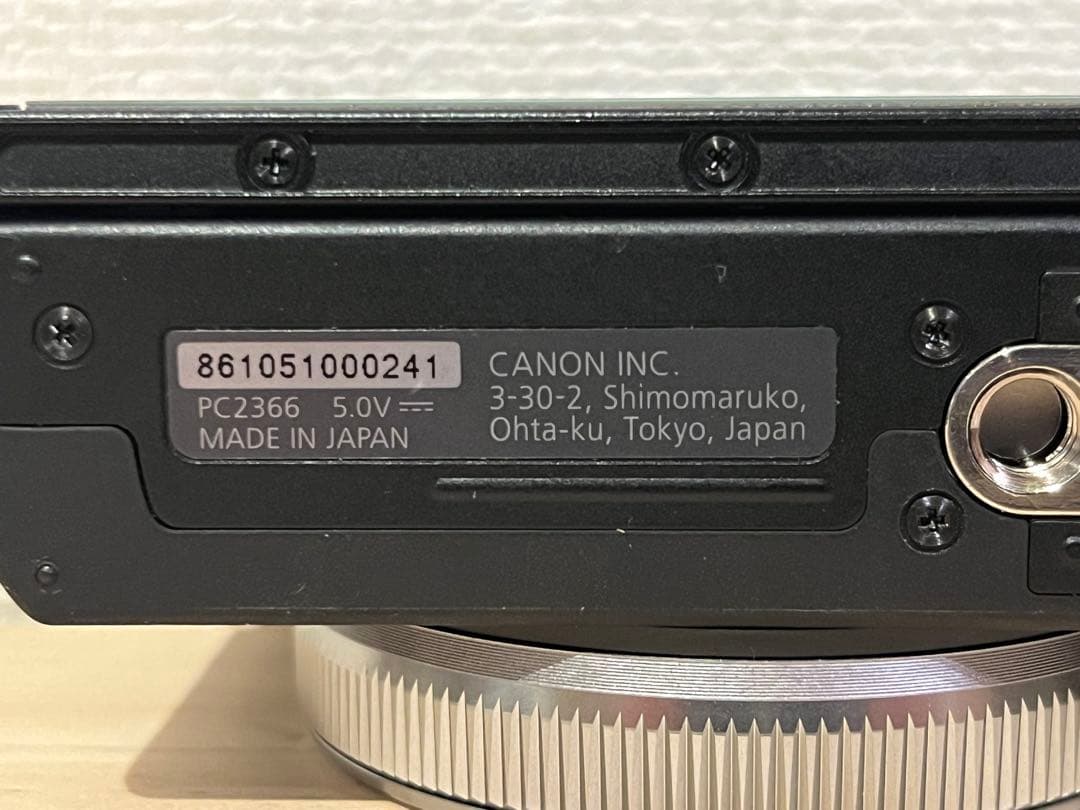 861051000241
PC2366 5.0V ⎓
MADE IN JAPAN
CANON INC.
3-30-2, Shimomaruko,
Ohta-ku, Tokyo, Japan